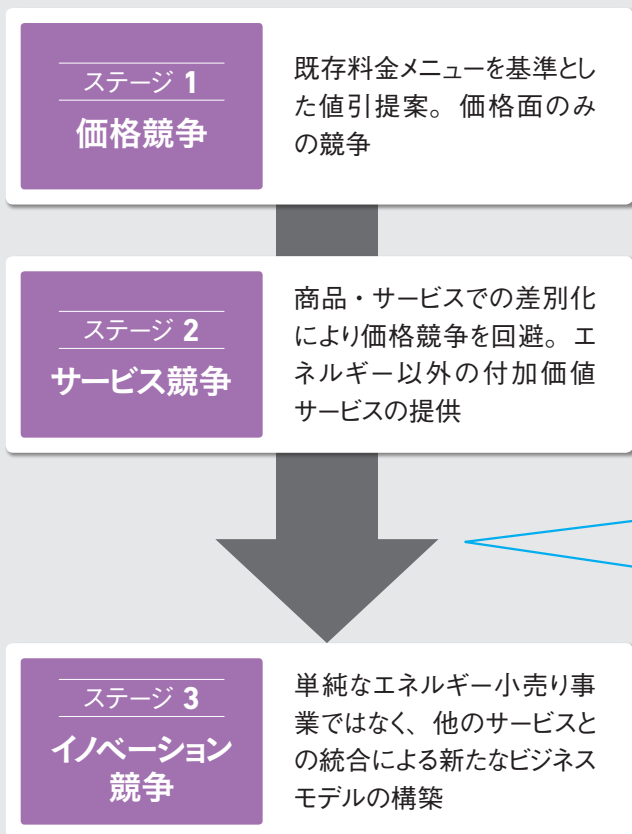 ステージ 1
価格競争
既存料金メニューを基準とし
た値引提案。価格面のみ
の競争
ステージ 2
サービス競争
商品・サービスでの差別化
により価格競争を回避。エ
ネルギー以外の付加価値
サービスの提供
ステージ 3
イノベーション
競争
単純なエネルギー小売り事
業ではなく、他のサービスと
の統合による新たなビジネス
モデルの構築